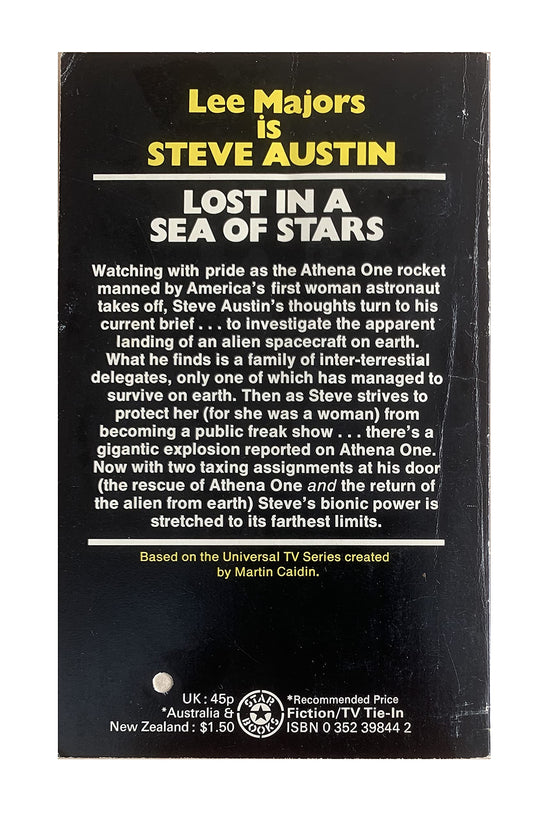 Lee Majors
is
STEVE AUSTIN
LOST IN A
SEA OF STARS
Watching with pride as the Athena One rocket
manned by America's first woman astronaut
takes off, Steve Austin's thoughts turn to his
current brief . . . to investigate the apparent
landing of an alien spacecraft on earth.
What he finds is a family of inter-terrestial
delegates, only one of which has managed to
survive on earth. Then as Steve strives to
protect her (for she was a woman) from
becoming a public freak show . . . there's a
gigantic explosion reported on Athena One.
Now with two taxing assignments at his door
(the rescue of Athena One and the return of
the alien from earth) Steve's bionic power is
stretched to its farthest limits.
Based on the Universal TV Series created
by Martin Caidin.
UK : 45p
*Australia &
New Zealand : $1.50
STAR
BOOKS
*Recommended Price
Fiction/TV Tie-In
ISBN 0 352 39844 2